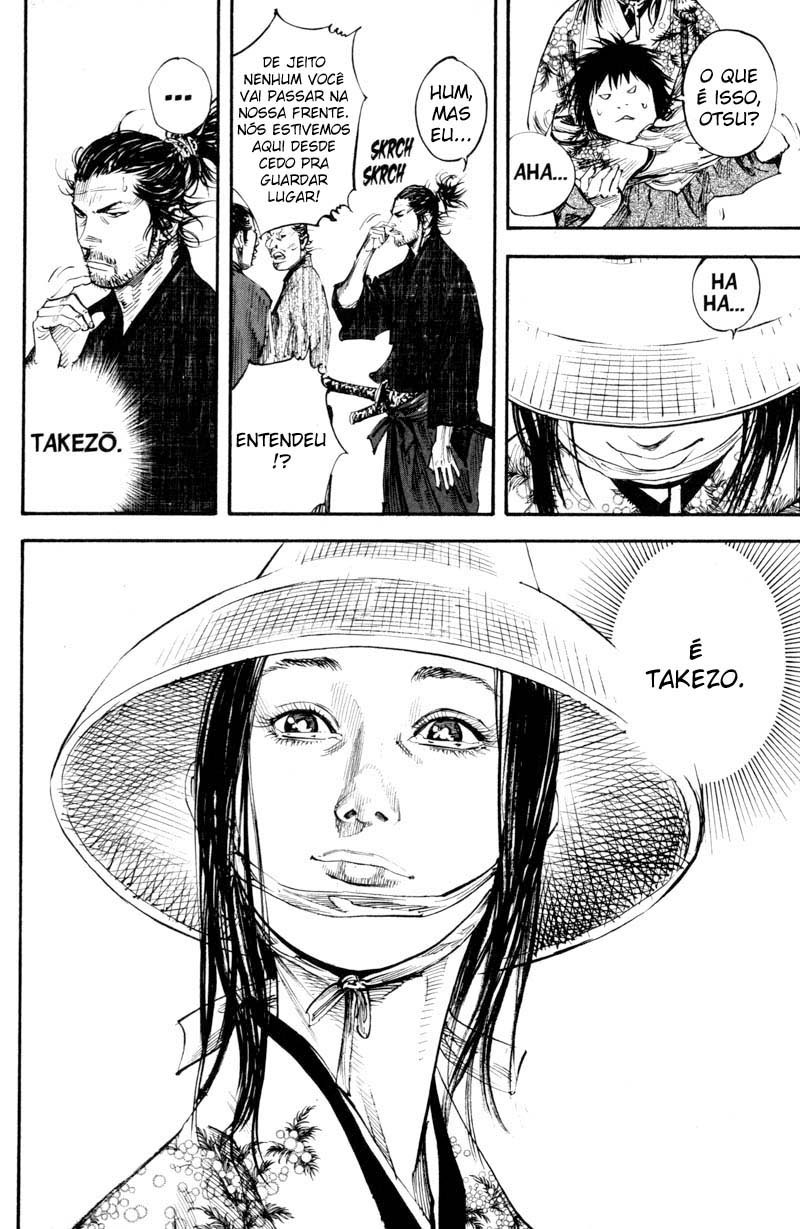 O QUE
É ISSO,
OTSU?
AHA...
HA
HA...
HUM,
MAS
EU...
SKRCH
SKRCH
DE JEITO
NENHUM VOCÊ
VAI PASSAR NA
NOSSA FRENTE.
NÓS ESTIVEMOS
AQUI DESDE
CEDO PRA
GUARDAR
LUGAR!
ENTENDEU
!?
...
TAKEZŌ.
É
TAKEZO.